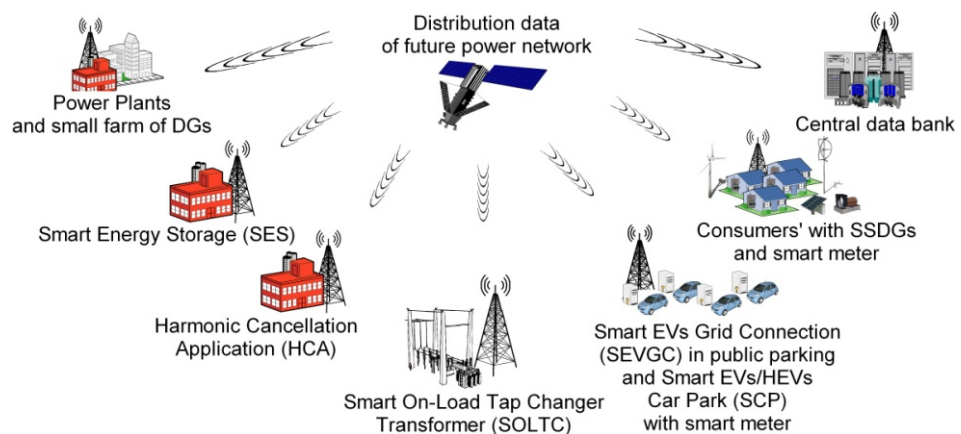 Distribution data
of future power network
Power Plants
and small farm of DGs
Central data bank
Smart Energy Storage (SES)
Consumers' with SSDGs
and smart meter
Harmonic Cancellation
Application (HCA)
Smart On-Load Tap Changer
Transformer (SOLTC)
Smart EVs Grid Connection
(SEVGC) in public parking
and Smart EVs/HEVs
Car Park (SCP)
with smart meter